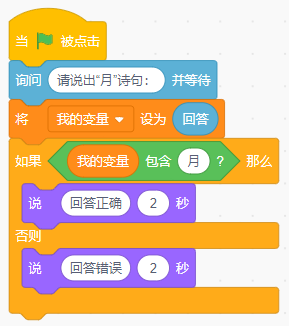 当 被点击
询问 请说出“月”诗句： 并等待
将 我的变量 设为 回答
如果 我的变量 包含 月 ? 那么
说 回答正确 2 秒
否则
说 回答错误 2 秒